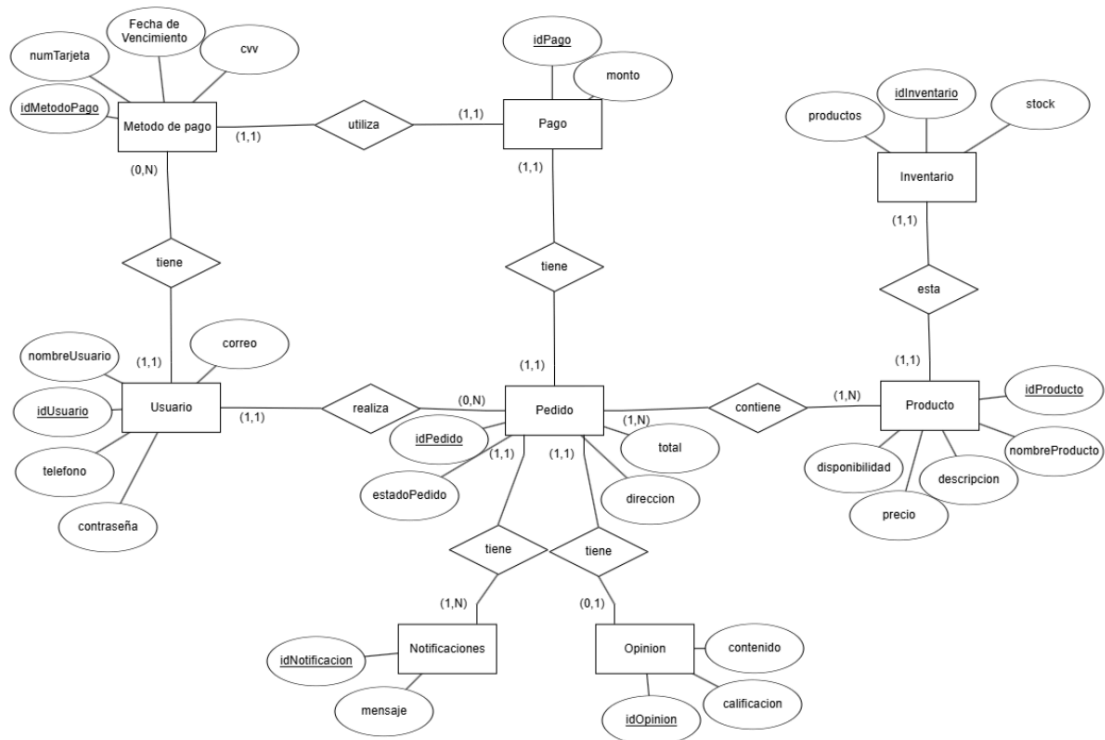 Fecha de
Vencimiento
numTarjeta
cvv
idMetodoPago
Metodo de pago
(1,1)
utiliza
(1,1)
idPago
monto
Pago
idInventario
productos
stock
Inventario
(0,N)
(1,1)
(1,1)
tiene
tiene
esta
nombreUsuario
correo
(1,1)
(1,1)
(1,1)
idUsuario
Usuario
(1,1)
realiza
(0,N)
Pedido
(1,N)
contiene
(1,N)
Producto
idProducto
telefono
contraseña
idPedido
estadoPedido
(1,1)
(1,1)
total
direccion
disponibilidad
precio
descripcion
nombreProducto
tiene
tiene
(1,N)
(0,1)
idNotificacion
Notificaciones
mensaje
Opinion
contenido
calificacion
idOpinion